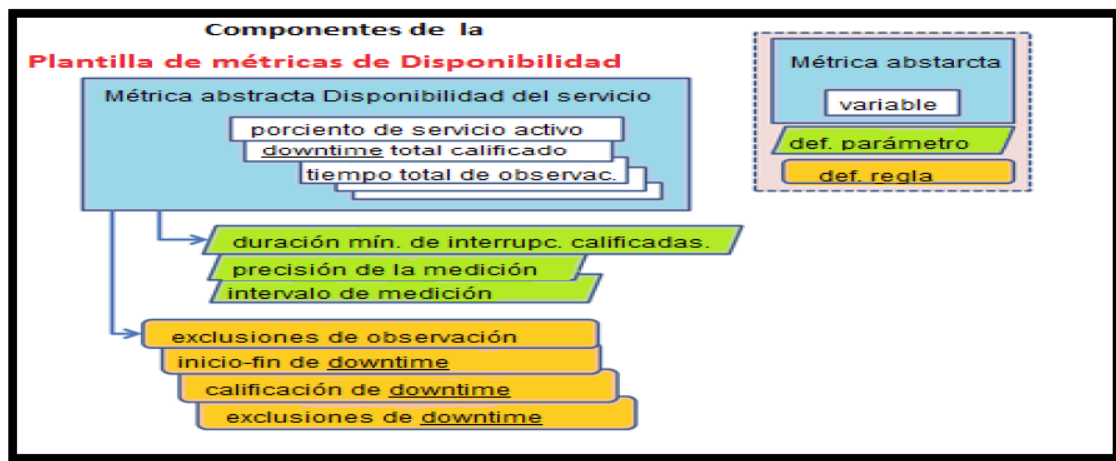 Componentes de la
Plantilla de métricas de Disponibilidad
Métrica abstracta Disponibilidad del servicio
porciento de servicio activo
downtime total calificado
tiempo total de observac.
duración mín. de interrupc. calificadas.
precisión de la medición
intervalo de medición
exclusiones de observación
inicio-fin de downtime
calificación de downtime
exclusiones de downtime
Métrica abstarcta
variable
def. parámetro
def. regla